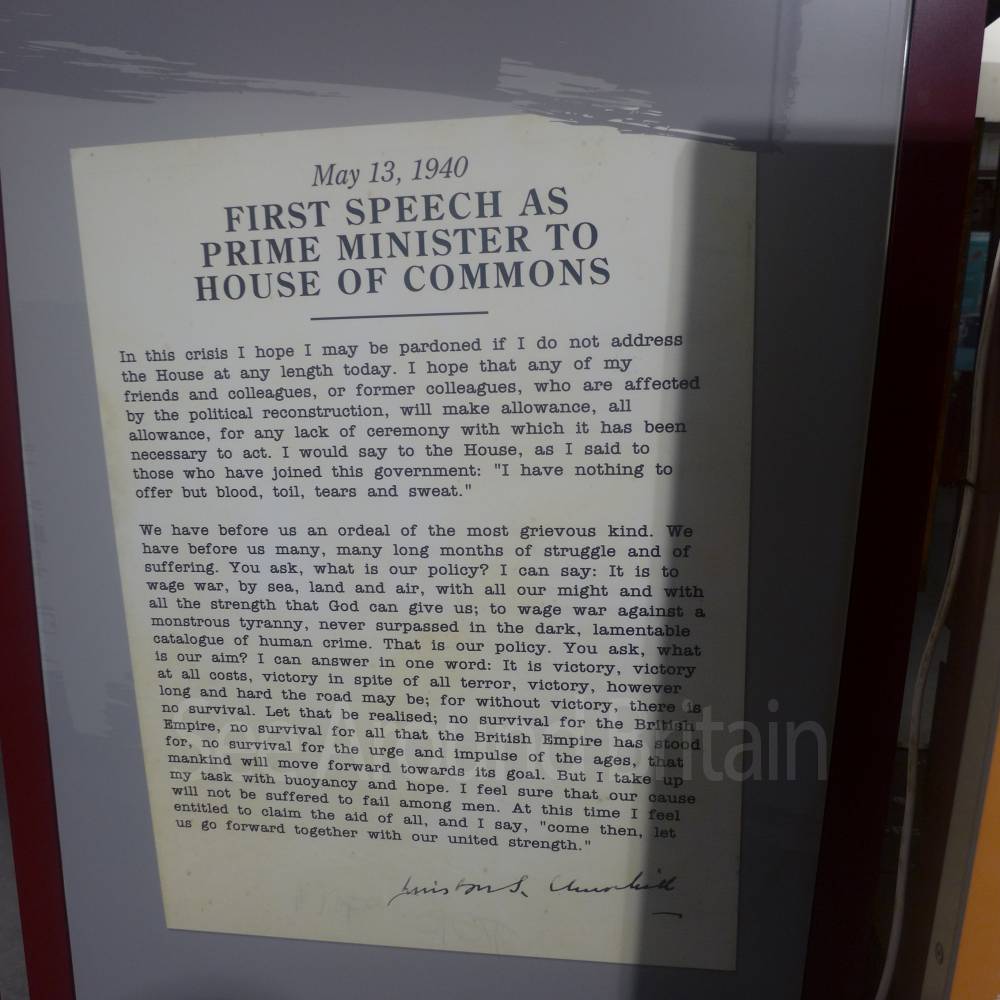 May 13, 1940
FIRST SPEECH AS
PRIME MINISTER TO
HOUSE OF COMMONS
In this crisis I hope I may be pardoned if I do not address
the House at any length today. I hope that any of my
friends and colleagues, or former colleagues, who are affected
by the political reconstruction, will make allowance, all
allowance, for any lack of ceremony with which it has been
necessary to act. I would say to the House, as I said to
those who have joined this government: "I have nothing to
offer but blood, toil, tears and sweat."
We have before us an ordeal of the most grievous kind. We
have before us many, many long months of struggle and of
suffering. You ask, what is our policy? I can say: It is to
wage war, by sea, land and air, with all our might and with
all the strength that God can give us; to wage war against a
monstrous tyranny, never surpassed in the dark, lamentable
catalogue of human crime. That is our policy. You ask, what
is our aim? I can answer in one word: It is victory, victory
at all costs, victory in spite of all terror, victory, however
long and hard the road may be; for without victory, there is
no survival. Let that be realised; no survival for the British
Empire, no survival for all that the British Empire has stood
for, no survival for the urge and impulse of the ages, that
mankind will move forward towards its goal. But I take up
my task with buoyancy and hope. I feel sure that our cause
will not be suffered to fail among men. At this time I feel
entitled to claim the aid of all, and I say, "come then, let
us go forward together with our united strength."
Winston S. Churchill
Britain